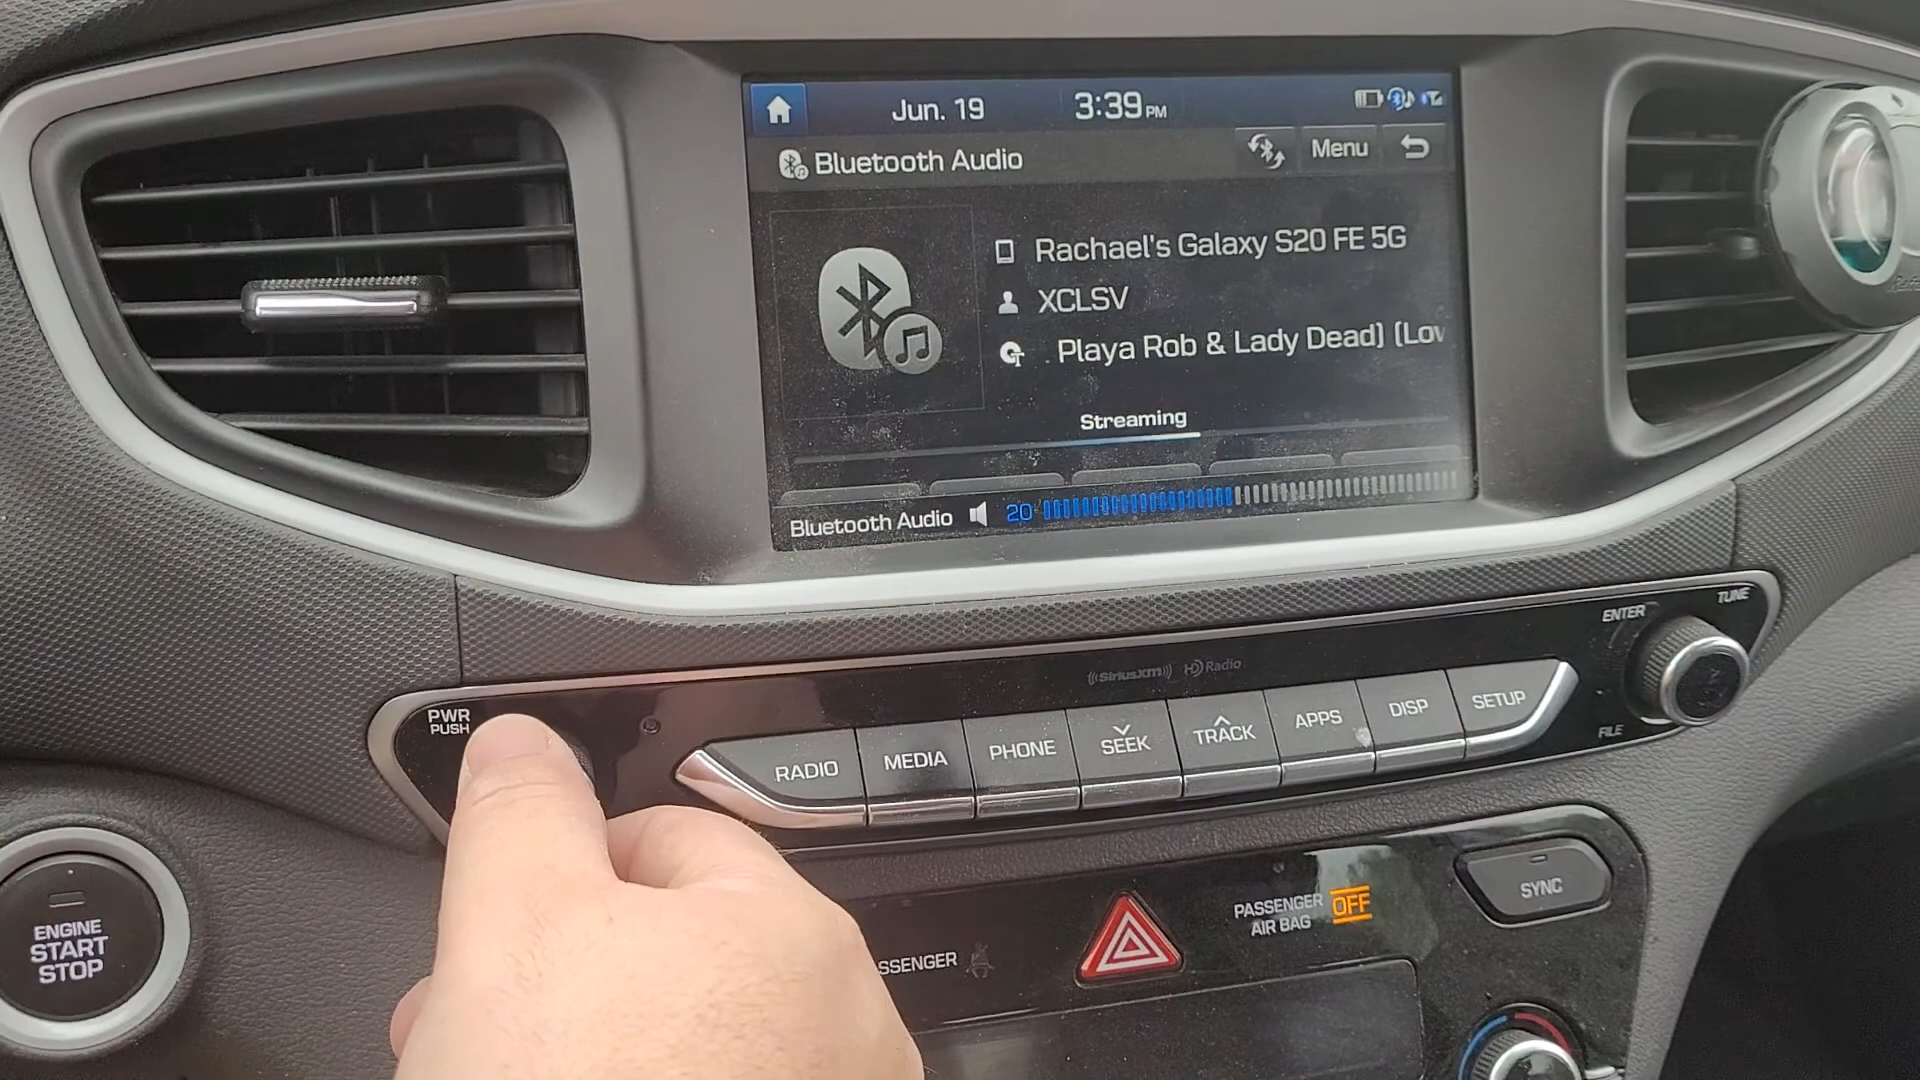 Jun. 19 3:39 PM
Bluetooth Audio Menu
Rachael's Galaxy S20 FE 5G
XCLSV
. Playa Rob & Lady Dead) (Lov
Streaming
Bluetooth Audio 20
ENTER TUNE
((SiriusXM)) HD Radio
PWR
PUSH
RADIO MEDIA PHONE SEEK TRACK APPS DISP SETUP
FILE
ENGINE
START
STOP
SSENGER
PASSENGER
AIR BAG
OFF
SYNC